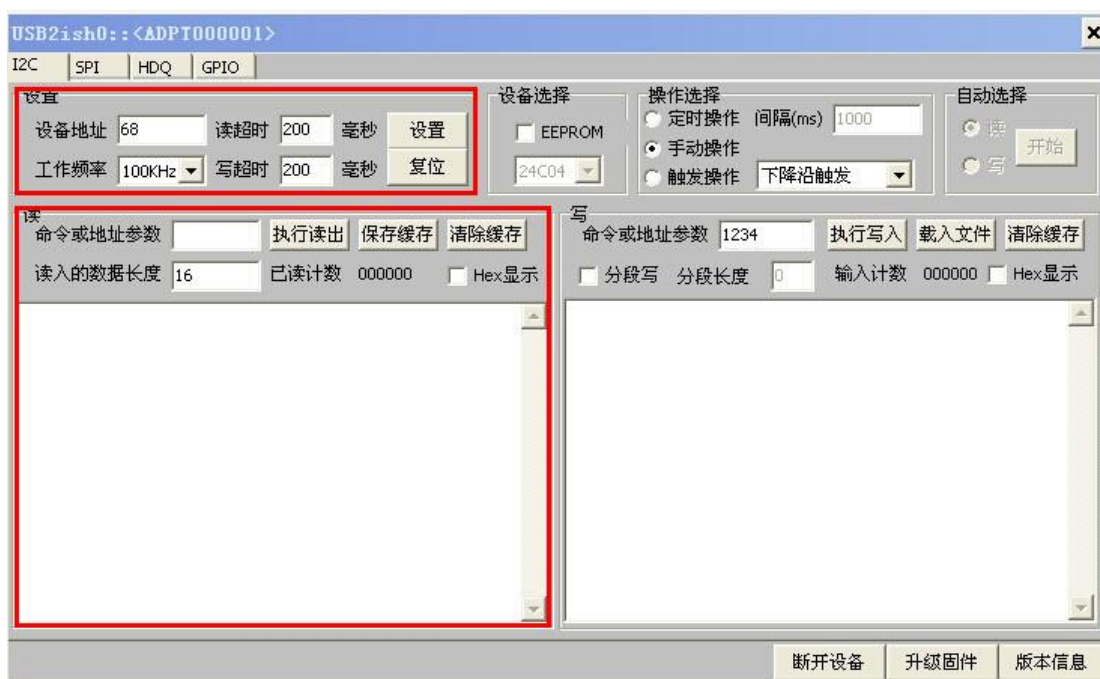 USB2ish0::<ADPT000001>
I2C SPI HDQ GPIO
设置
设备地址 68 读超时 200 毫秒 设置
工作频率 100KHz 写超时 200 毫秒 复位
设备选择
EEPROM
24C04
操作选择
定时操作 间隔(ms) 1000
手动操作
触发操作 下降沿触发
自动选择
读
写
开始
读
命令或地址参数 执行读出 保存缓存 清除缓存
读入的数据长度 16 已读计数 000000 Hex显示
写
命令或地址参数 1234 执行写入 载入文件 清除缓存
分段写 分段长度 0 输入计数 000000 Hex显示
断开设备 升级固件 版本信息